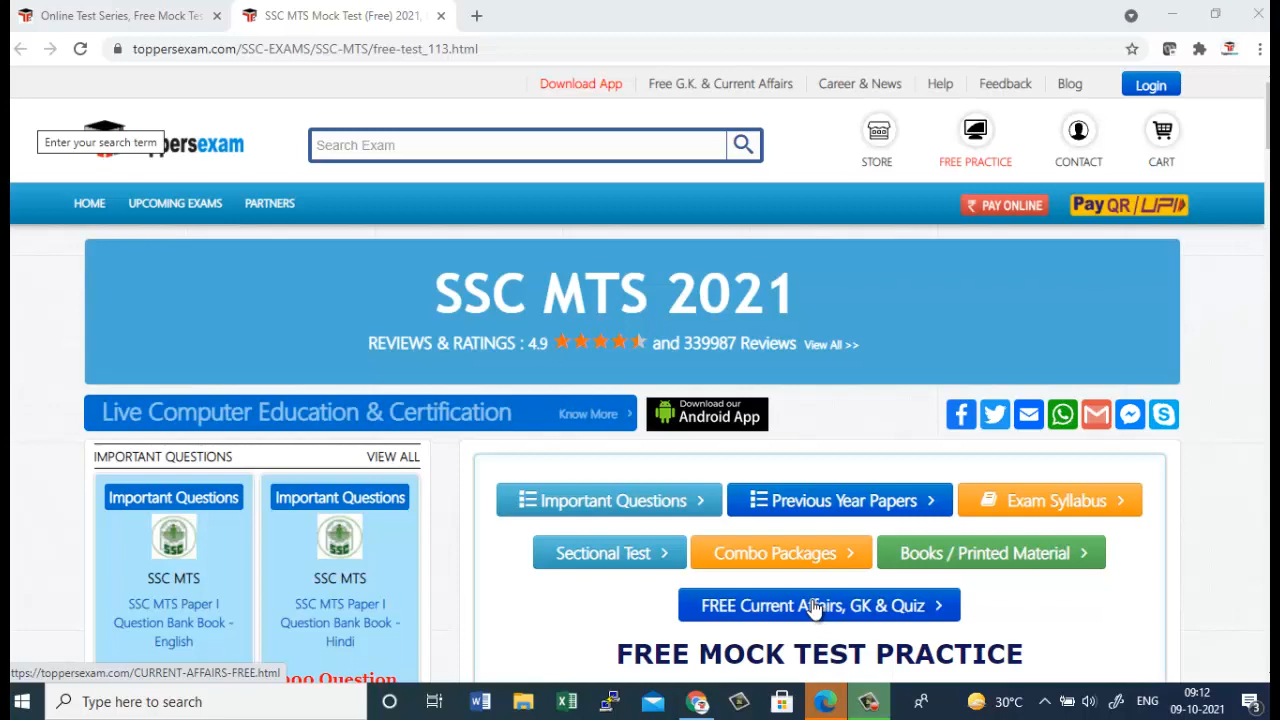 Online Test Series, Free Mock Tes
SSC MTS Mock Test (Free) 2021,
toppersexam.com/SSC-EXAMS/SSC-MTS/free-test_113.html
Download App
Free G.K. & Current Affairs
Career & News
Help
Feedback
Blog
Login
Enter your search term
ppersexam
Search Exam
STORE
FREE PRACTICE
CONTACT
CART
HOME
UPCOMING EXAMS
PARTNERS
₹ PAY ONLINE
Pay QR/UPI
SSC MTS 2021
REVIEWS & RATINGS : 4.9 and 339987 Reviews View All >>
Live Computer Education & Certification
Know More
Download our
Android App
IMPORTANT QUESTIONS
VIEW ALL
Important Questions
SSC
SSC MTS
SSC MTS Paper I
Question Bank Book -
English
Important Questions
SSC
SSC MTS
SSC MTS Paper I
Question Bank Book -
Hindi
Important Questions
Previous Year Papers
Exam Syllabus
Sectional Test
Combo Packages
Books / Printed Material
FREE Current Affairs, GK & Quiz
FREE MOCK TEST PRACTICE
ttps://toppersexam.com/CURRENT-AFFAIRS-FREE.html
Question
Type here to search
30°C
ENG
09:12
09-10-2021
3